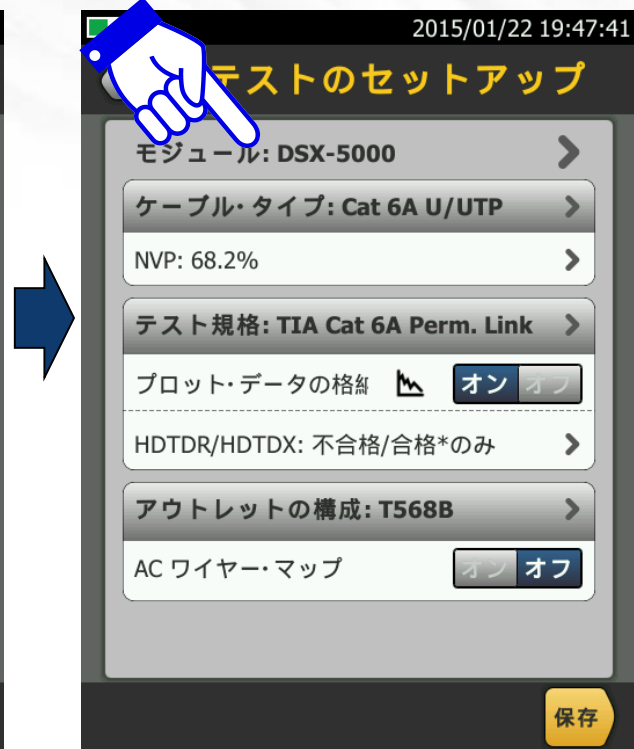 2015/01/22 19:47:41
テストのセットアップ
モジュール: DSX-5000
ケーブル・タイプ: Cat 6A U/UTP
NVP: 68.2%
テスト規格: TIA Cat 6A Perm. Link
プロット・データの格 オン オフ
HDTDR/HDTDX: 不合格/合格*のみ
アウトレットの構成: T568B
AC ワイヤー・マップ オン オフ
保存